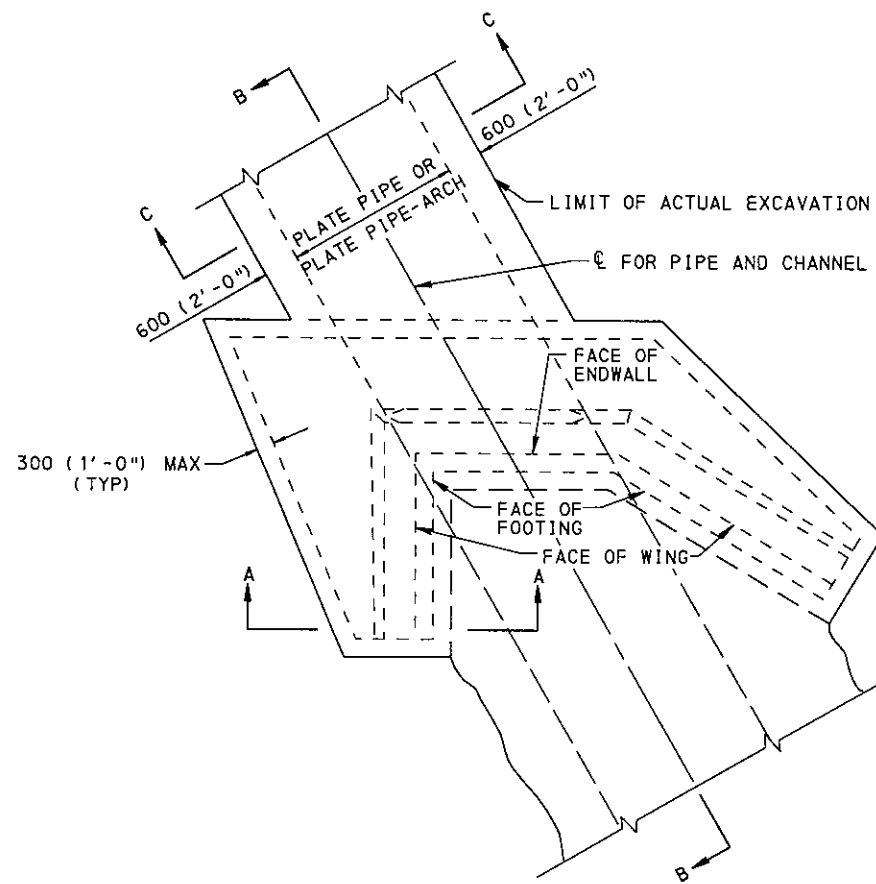 C
B
600 (2'-0")
PLATE PIPE OR
PLATE PIPE-ARCH
LIMIT OF ACTUAL EXCAVATION
C
℄ FOR PIPE AND CHANNEL
600 (2'-0")
FACE OF
ENDWALL
300 (1'-0") MAX
(TYP)
FACE OF
FOOTING
FACE OF WING
A
A
B